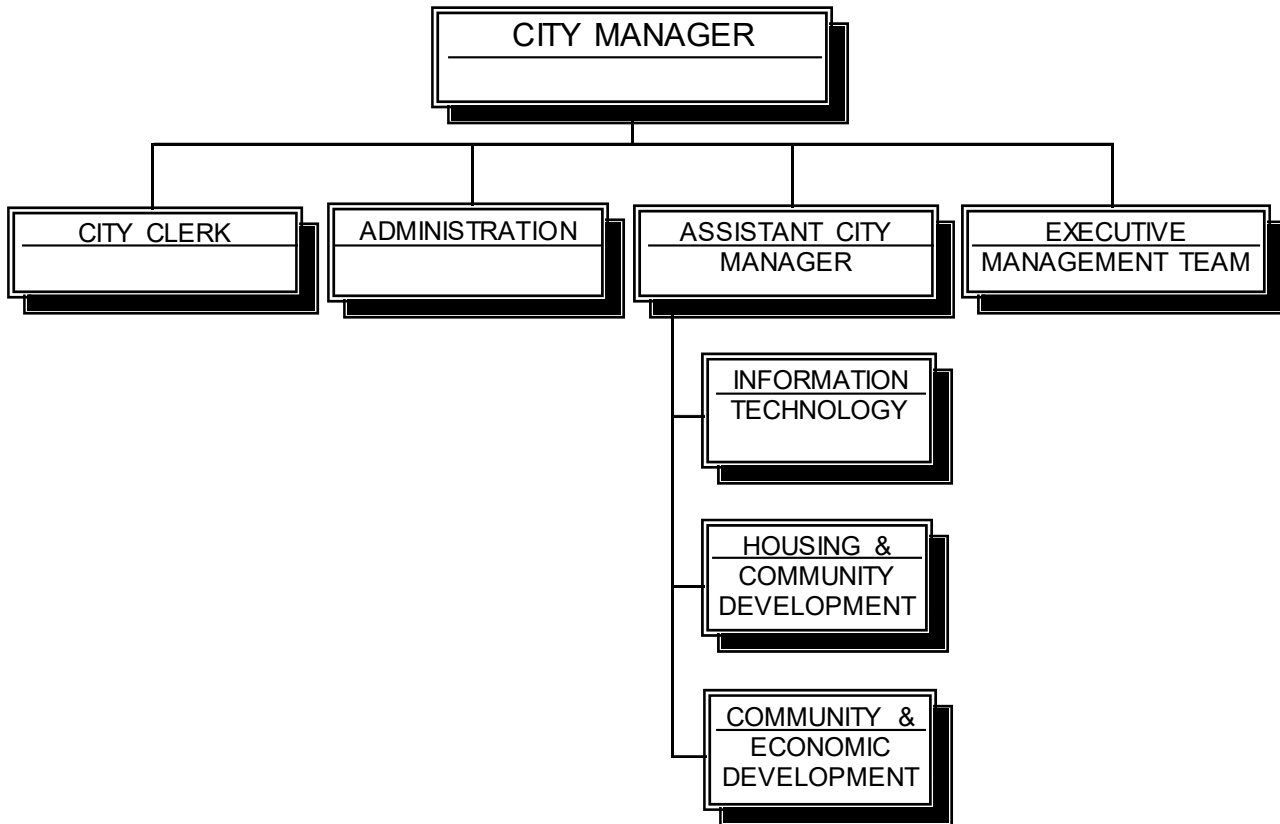 CITY MANAGER
CITY CLERK
ADMINISTRATION
ASSISTANT CITY
MANAGER
EXECUTIVE
MANAGEMENT TEAM
INFORMATION
TECHNOLOGY
HOUSING &
COMMUNITY
DEVELOPMENT
COMMUNITY &
ECONOMIC
DEVELOPMENT